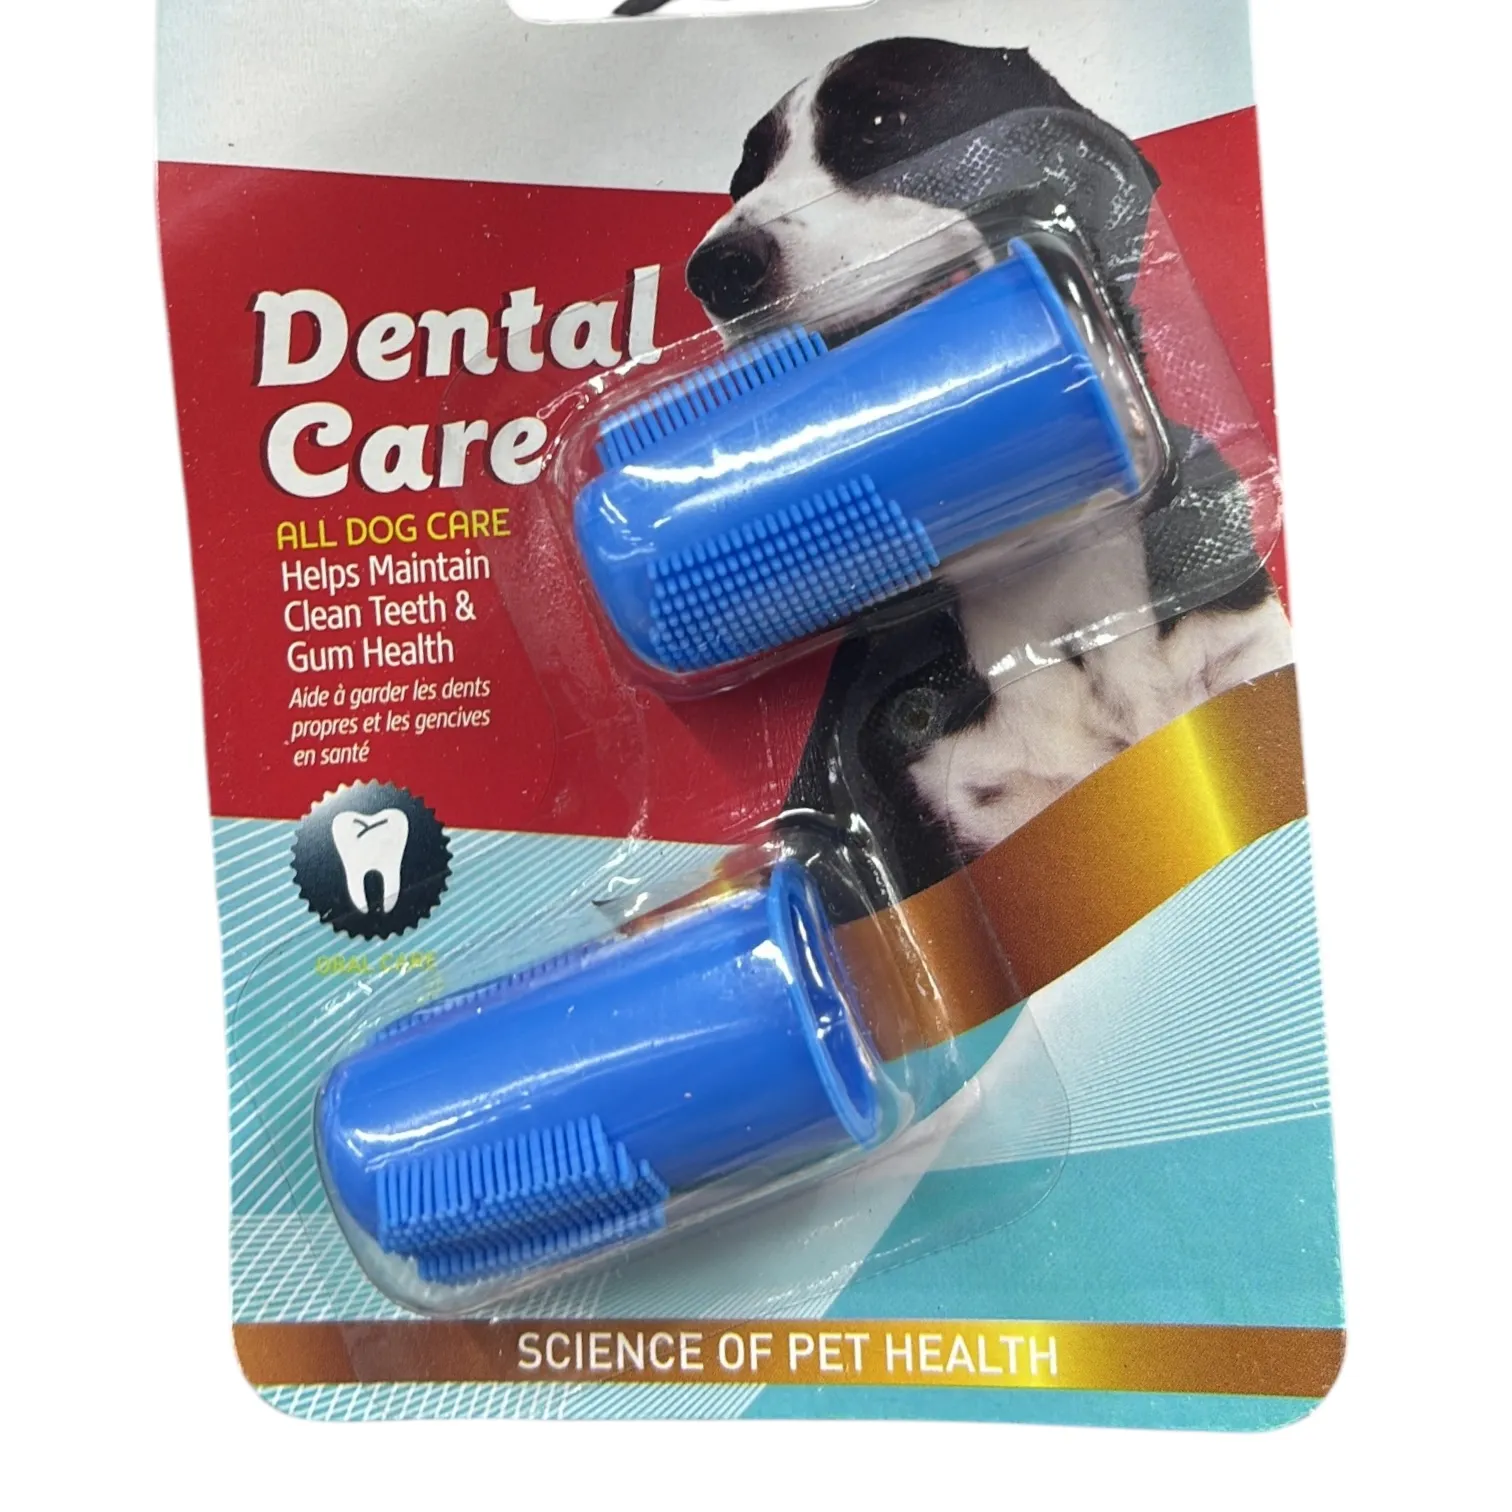 Dental
Care
ALL DOG CARE
Helps Maintain
Clean Teeth &
Gum Health
Aide à garder les dents
propres et les gencives
en santé
ORAL CARE
SCIENCE OF PET HEALTH